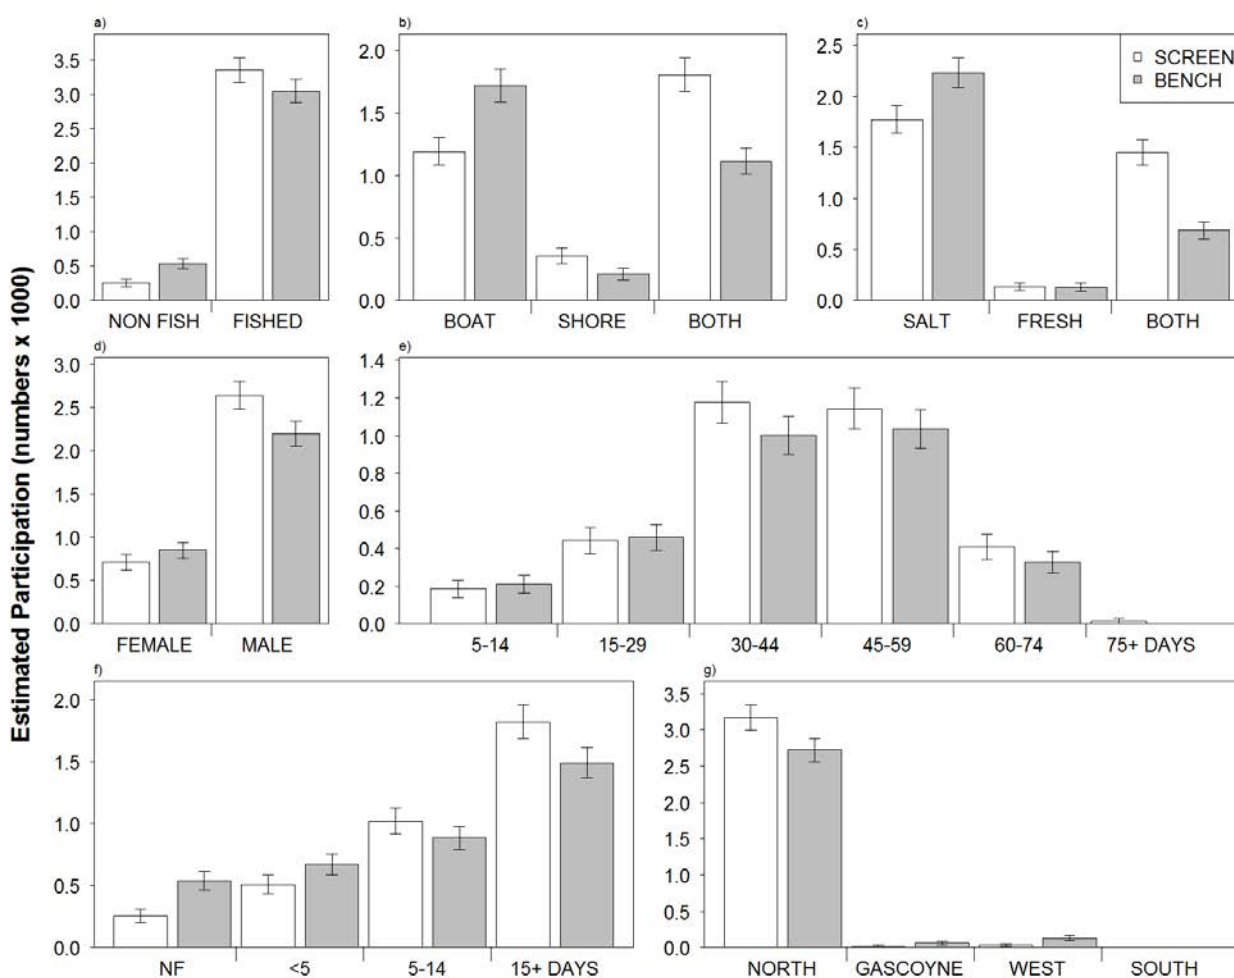 Estimated Participation (numbers x 1000)
a)
3.5
3.0
2.5
2.0
1.5
1.0
0.5
0.0
NON FISH FISHED
b)
2.0
1.5
1.0
0.5
0.0
BOAT SHORE BOTH
c)
2.5
2.0
1.5
1.0
0.5
0.0
SALT FRESH BOTH
SCREEN
BENCH
d)
3.0
2.5
2.0
1.5
1.0
0.5
0.0
FEMALE MALE
e)
1.4
1.2
1.0
0.8
0.6
0.4
0.2
0.0
5-14 15-29 30-44 45-59 60-74 75+ DAYS
f)
2.0
1.5
1.0
0.5
0.0
NF <5 5-14 15+ DAYS
g)
3.5
3.0
2.5
2.0
1.5
1.0
0.5
0.0
NORTH GASCOYNE WEST SOUTH